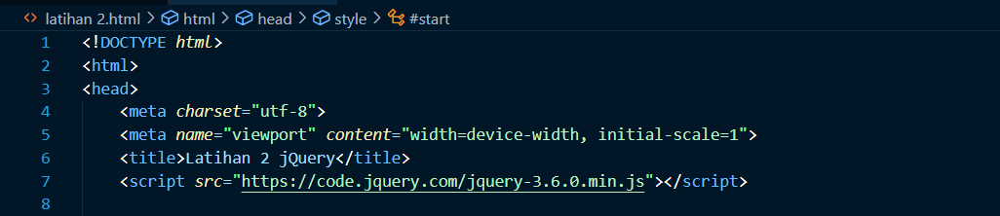 <> latihan 2.html > html > head > style > #start
1 <!DOCTYPE html>
2 <html>
3 <head>
4 <meta charset="utf-8">
5 <meta name="viewport" content="width=device-width, initial-scale=1">
6 <title>Latihan 2 jQuery</title>
7 <script src="https://code.jquery.com/jquery-3.6.0.min.js"></script>
8